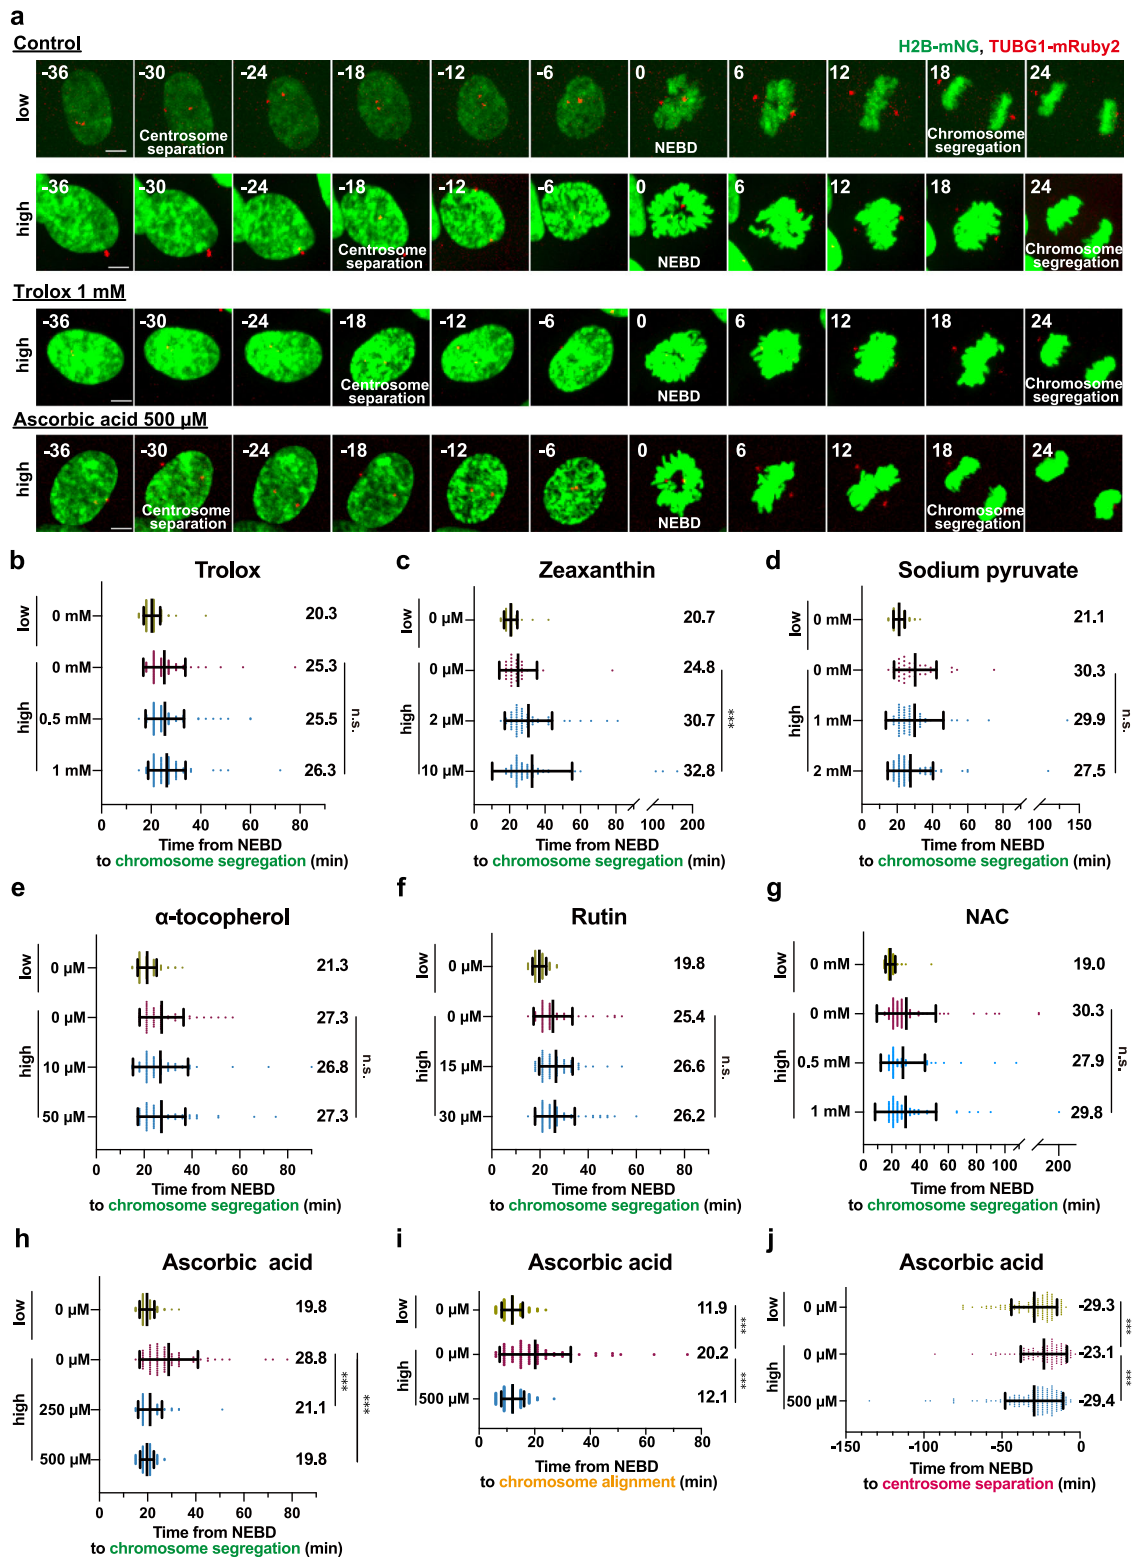 a
Control
H2B-mNG, TUBG1-mRuby2
low
-36 -30 -24 -18 -12 -6 0 6 12 18 24
Centrosome separation
NEBD
Chromosome segregation
high
-36 -30 -24 -18 -12 -6 0 6 12 18 24
Centrosome separation
NEBD
Chromosome segregation
Trolox 1 mM
high
-36 -30 -24 -18 -12 -6 0 6 12 18 24
Centrosome separation
NEBD
Chromosome segregation
Ascorbic acid 500 µM
high
-36 -30 -24 -18 -12 -6 0 6 12 18 24
Centrosome separation
NEBD
Chromosome segregation
b
Trolox
low
0 mM 20.3
high
0 mM 25.3
0.5 mM 25.5
1 mM 26.3
n.s.
0 20 40 60 80
Time from NEBD
to chromosome segregation (min)
c
Zeaxanthin
low
0 µM 20.7
high
0 µM 24.8
2 µM 30.7
10 µM 32.8
***
0 20 40 60 80 100 200
Time from NEBD
to chromosome segregation (min)
d
Sodium pyruvate
low
0 mM 21.1
high
0 mM 30.3
1 mM 29.9
2 mM 27.5
n.s.
0 20 40 60 80 100 150
Time from NEBD
to chromosome segregation (min)
e
α-tocopherol
low
0 µM 21.3
high
0 µM 27.3
10 µM 26.8
50 µM 27.3
n.s.
0 20 40 60 80
Time from NEBD
to chromosome segregation (min)
f
Rutin
low
0 µM 19.8
high
0 µM 25.4
15 µM 26.6
30 µM 26.2
n.s.
0 20 40 60 80
Time from NEBD
to chromosome segregation (min)
g
NAC
low
0 mM 19.0
high
0 mM 30.3
0.5 mM 27.9
1 mM 29.8
n.s.
0 20 40 60 80 100 200
Time from NEBD
to chromosome segregation (min)
h
Ascorbic acid
low
0 µM 19.8
high
0 µM 28.8
250 µM 21.1
500 µM 19.8
***
***
0 20 40 60 80
Time from NEBD
to chromosome segregation (min)
i
Ascorbic acid
low
0 µM 11.9
high
0 µM 20.2
500 µM 12.1
***
***
0 20 40 60 80
Time from NEBD
to chromosome alignment (min)
j
Ascorbic acid
low
0 µM -29.3
high
0 µM -23.1
500 µM -29.4
***
***
-150 -100 -50 0
Time from NEBD
to centrosome separation (min)